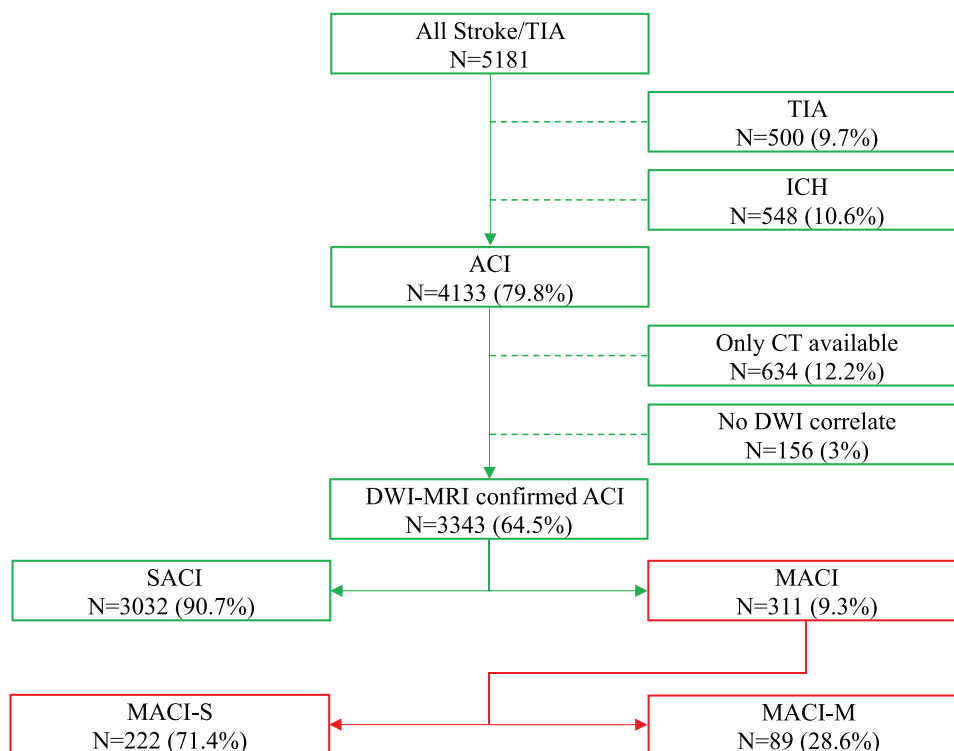 All Stroke/TIA
N=5181
TIA
N=500 (9.7%)
ICH
N=548 (10.6%)
ACI
N=4133 (79.8%)
Only CT available
N=634 (12.2%)
No DWI correlate
N=156 (3%)
DWI-MRI confirmed ACI
N=3343 (64.5%)
SACI
N=3032 (90.7%)
MACI
N=311 (9.3%)
MACI-S
N=222 (71.4%)
MACI-M
N=89 (28.6%)